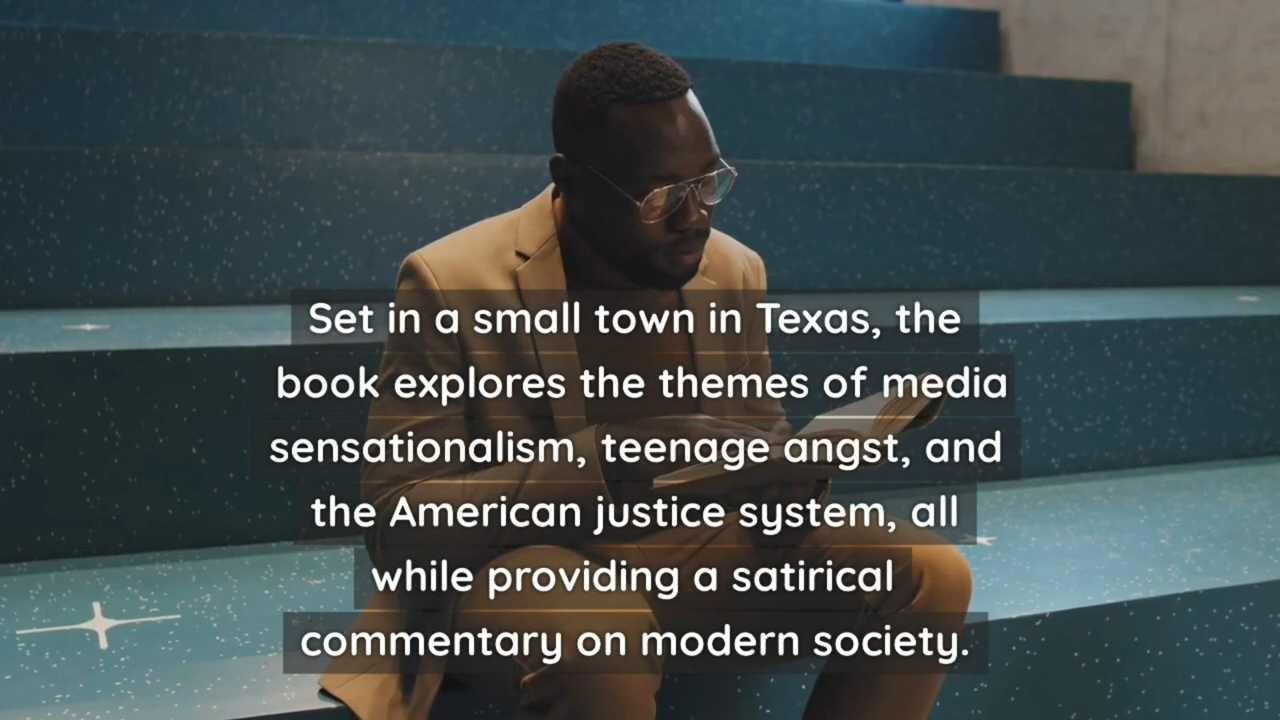 Set in a small town in Texas, the
book explores the themes of media
sensationalism, teenage angst, and
the American justice system, all
while providing a satirical
commentary on modern society.